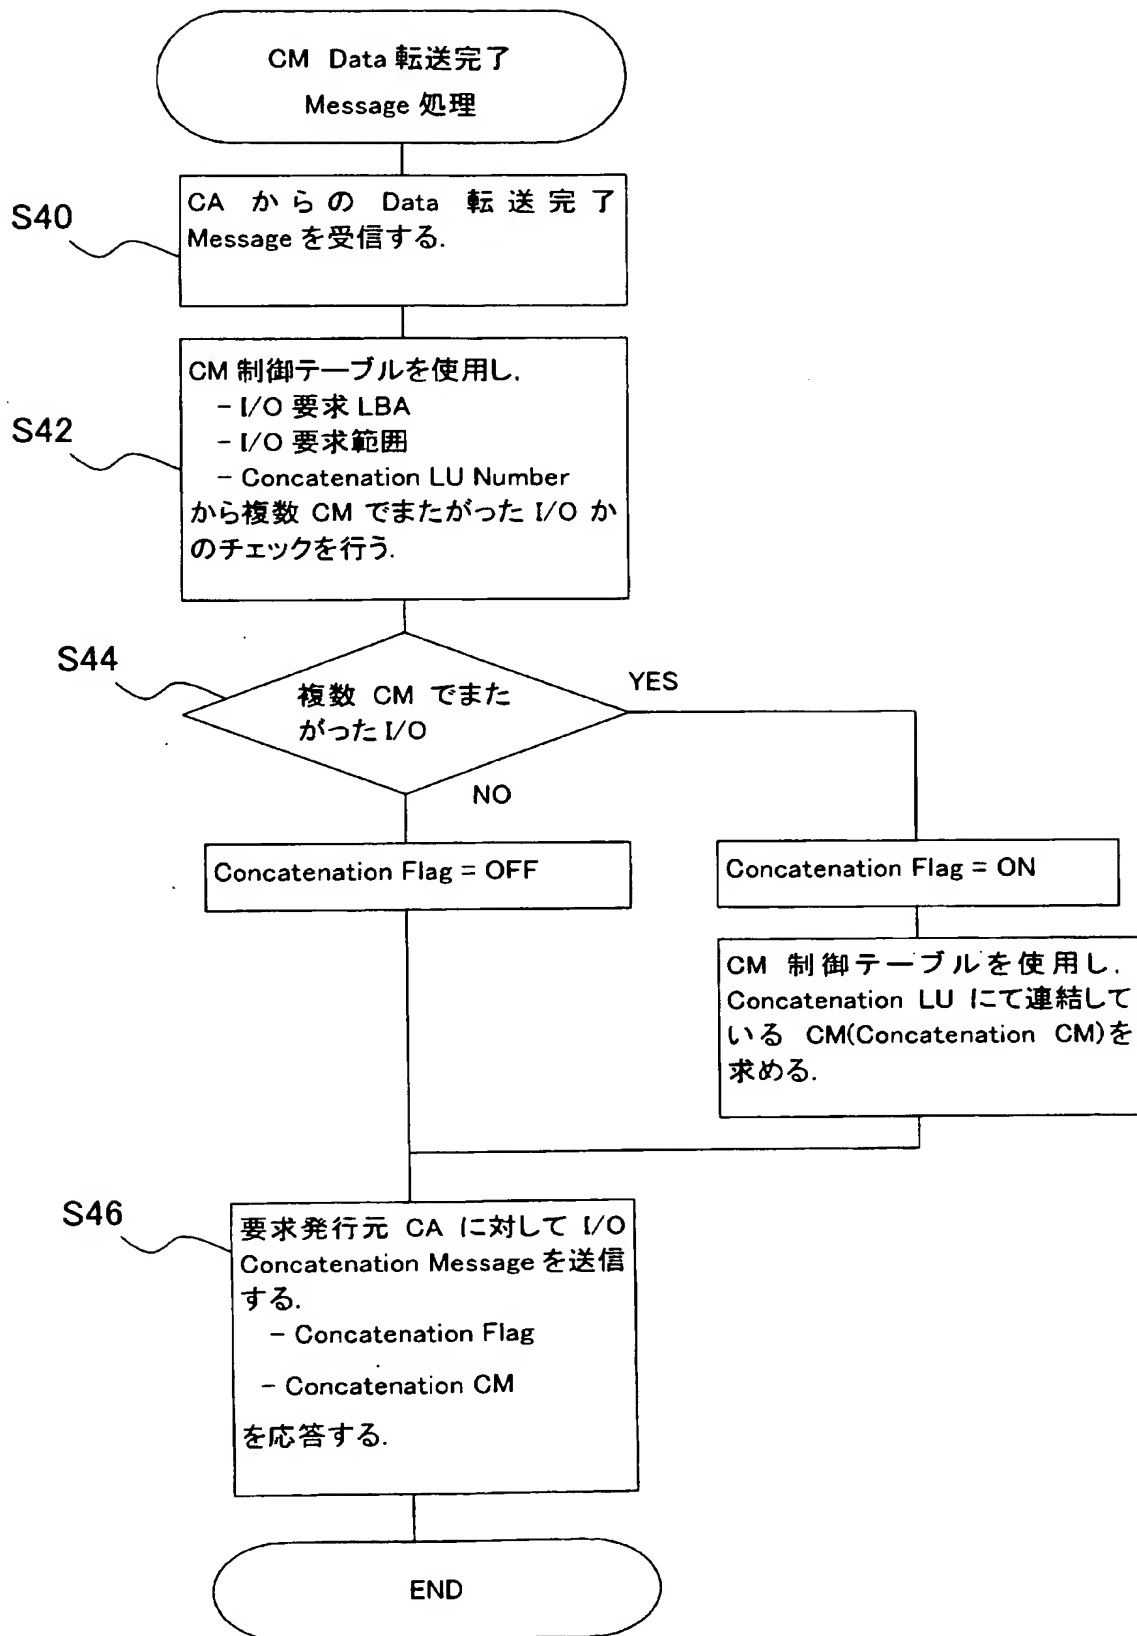 CM Data 転送完了
Message 処理
S40
CA からの Data 転送完了
Message を受信する.
S42
CM 制御テーブルを使用し.
- I/O 要求 LBA
- I/O 要求範囲
- Concatenation LU Number
から複数 CM でまたがった I/O か
のチェックを行う.
S44
複数 CM でまた
がった I/O
YES
NO
Concatenation Flag = OFF
Concatenation Flag = ON
CM 制御テーブルを使用し.
Concatenation LU にて連結して
いる CM(Concatenation CM)を
求める.
S46
要求発行元 CA に対して I/O
Concatenation Message を送信
する.
- Concatenation Flag
- Concatenation CM
を応答する.
END